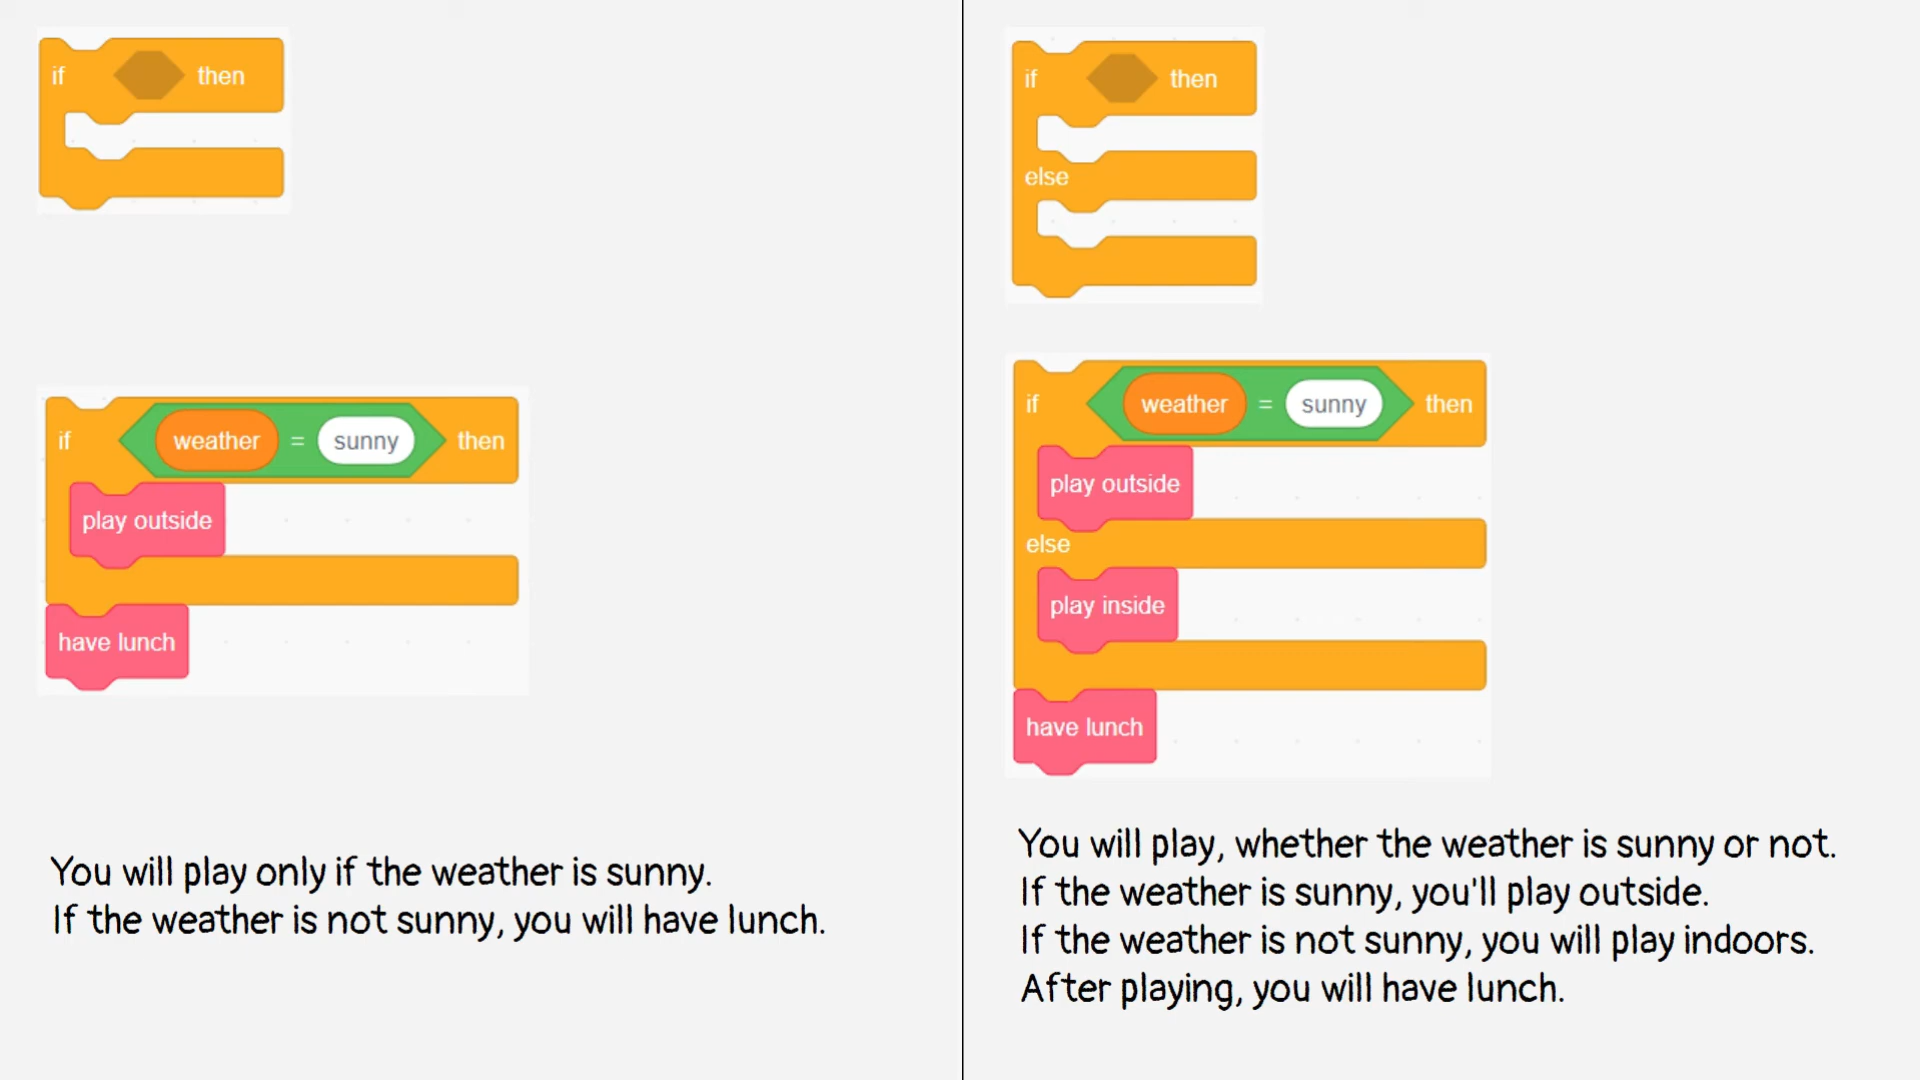 if then
if weather = sunny then
play outside
have lunch
You will play only if the weather is sunny.
If the weather is not sunny, you will have lunch.
if then
else
if weather = sunny then
play outside
else
play inside
have lunch
You will play, whether the weather is sunny or not.
If the weather is sunny, you'll play outside.
If the weather is not sunny, you will play indoors.
After playing, you will have lunch.